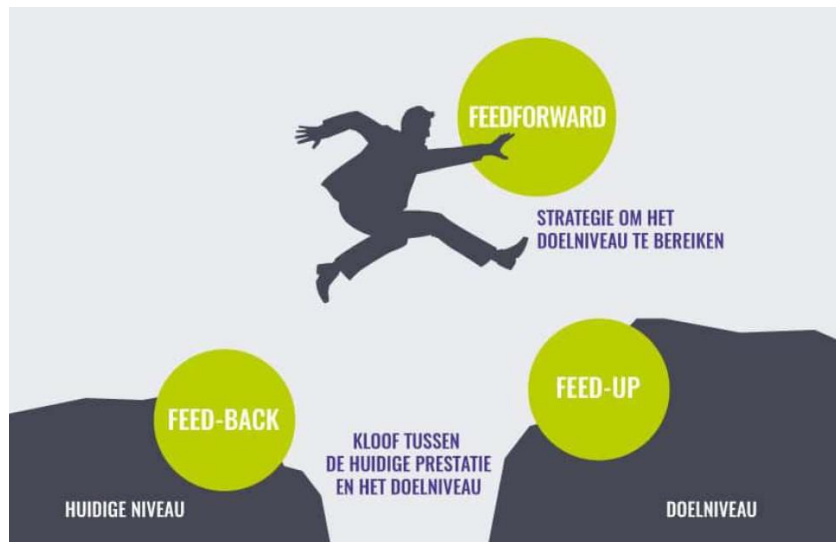 FEEDFORWARD
STRATEGIE OM HET
DOELNIVEAU TE BEREIKEN
FEED-BACK
FEED-UP
KLOOF TUSSEN
DE HUIDIGE PRESTATIE
EN HET DOELNIVEAU
HUIDIGE NIVEAU
DOELNIVEAU